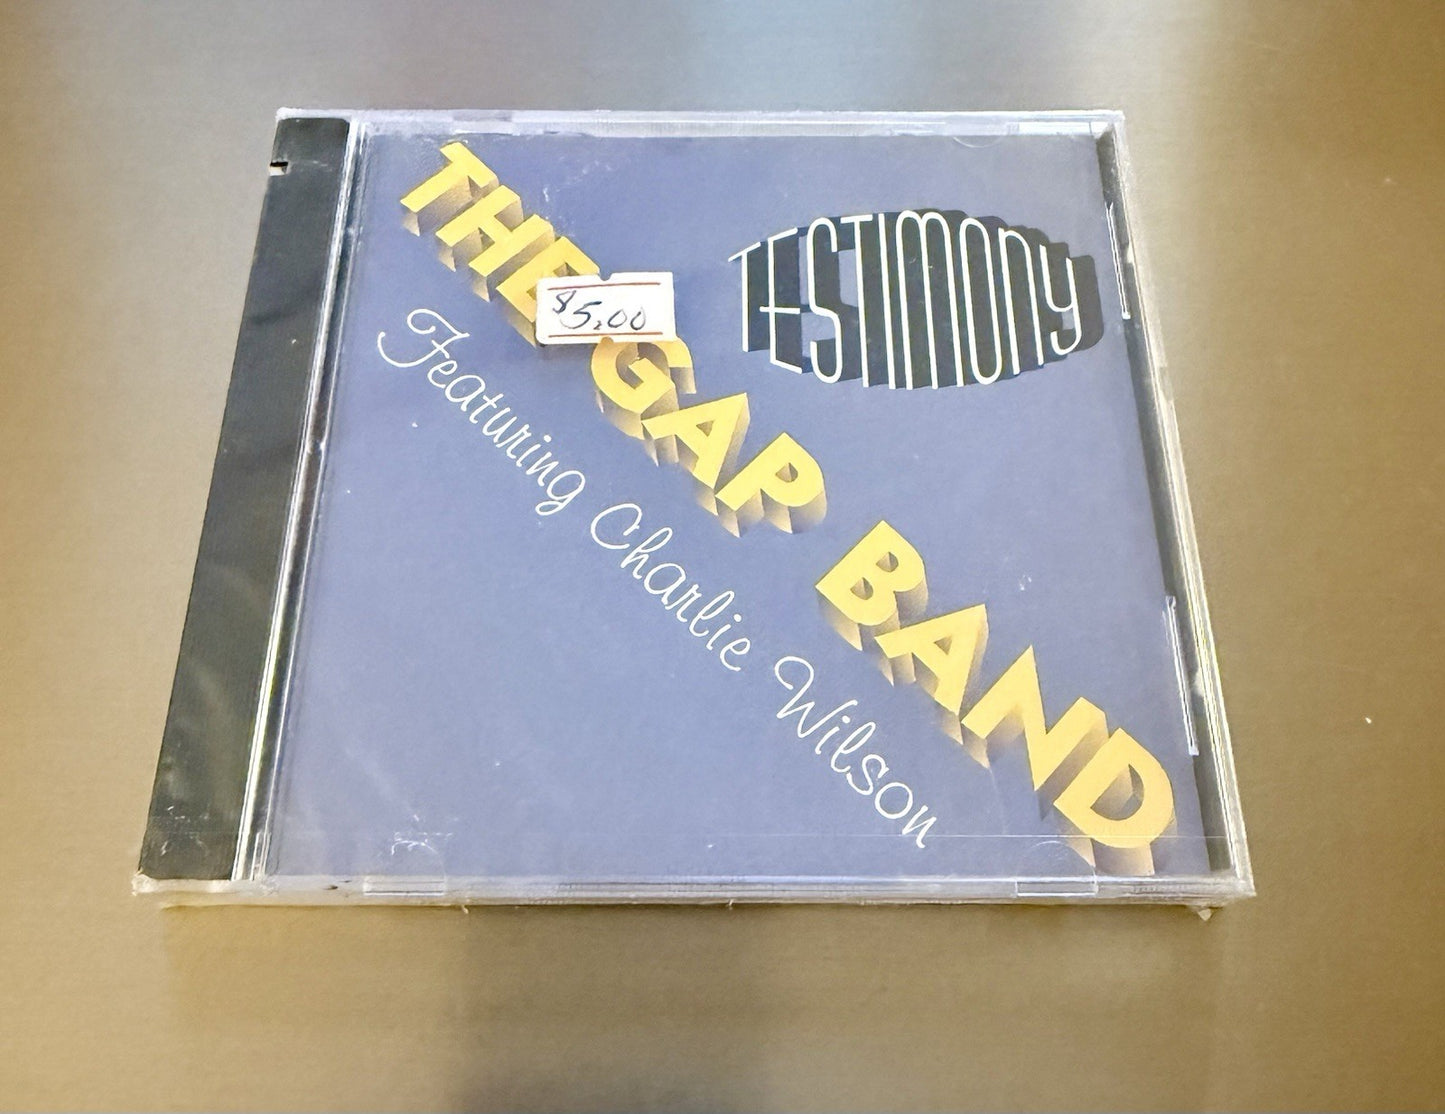 THE GAP BAND
$5.00
TESTIMONY
Featuring Charlie Wilson